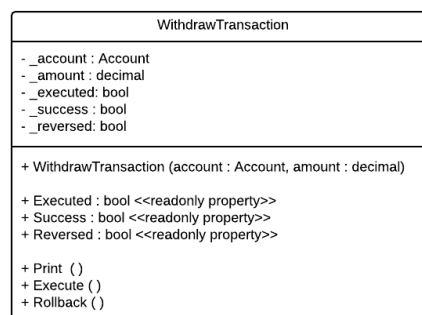 WithdrawTransaction
- _account : Account
- _amount : decimal
- _executed: bool
- _success : bool
- _reversed: bool
+ WithdrawTransaction (account : Account, amount : decimal)
+ Executed : bool <<readonly property>>
+ Success : bool <<readonly property>>
+ Reversed : bool <<readonly property>>
+ Print ( )
+ Execute ( )
+ Rollback ( )